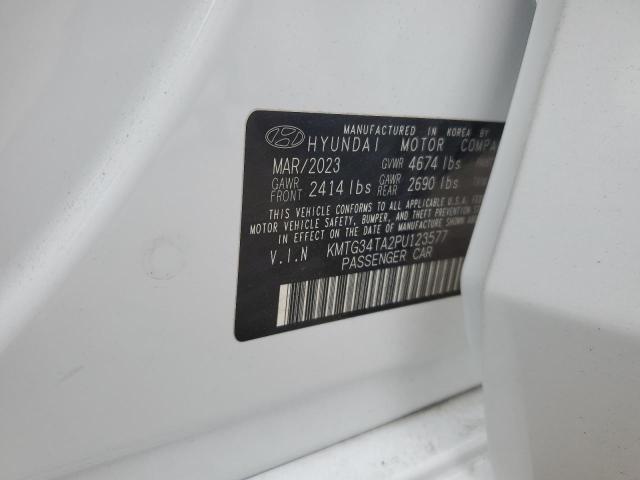 MANUFACTURED IN KOREA BY
HYUNDAI MOTOR COMPA
MAR/2023 GVWR 4674 lbs
GAWR FRONT 2414 lbs GAWR REAR 2690 lbs
THIS VEHICLE CONFORMS TO ALL APPLICABLE U.S.A. FE
MOTOR VEHICLE SAFETY, BUMPER, AND THEFT PREVENT
IN EFFECT ON THE DATE OF MANUFACTURE SHOWN
V.I.N KMTG34TA2PU123577
PASSENGER CAR